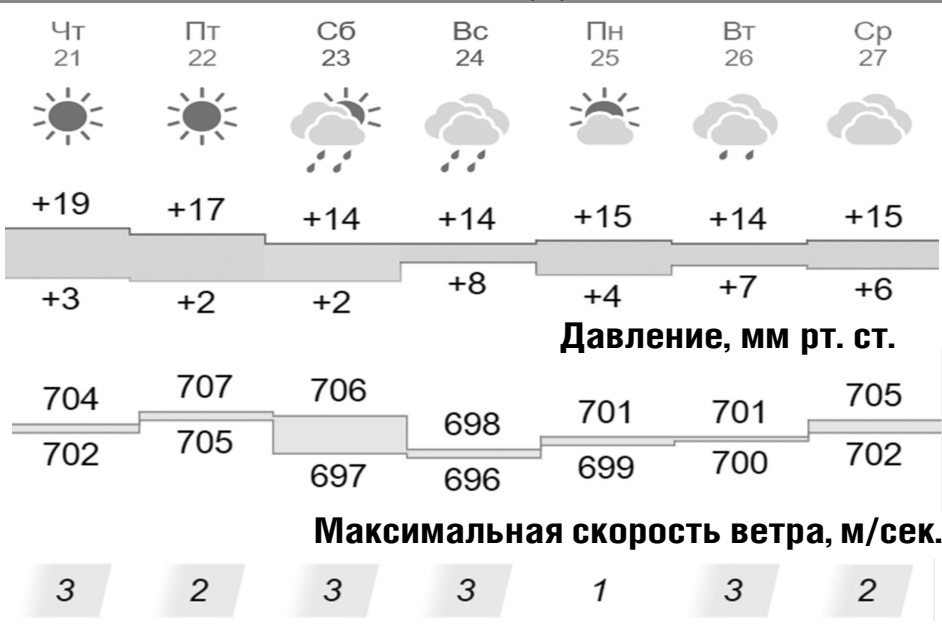 Чт Пт Сб Вс Пн Вт Ср
21 22 23 24 25 26 27
+19 +17 +14 +14 +15 +14 +15
+3 +2 +2 +8 +4 +7 +6
Давление, мм рт. ст.
704 707 706 698 701 701 705
702 705 697 696 699 700 702
Максимальная скорость ветра, м/сек.
3 2 3 3 1 3 2